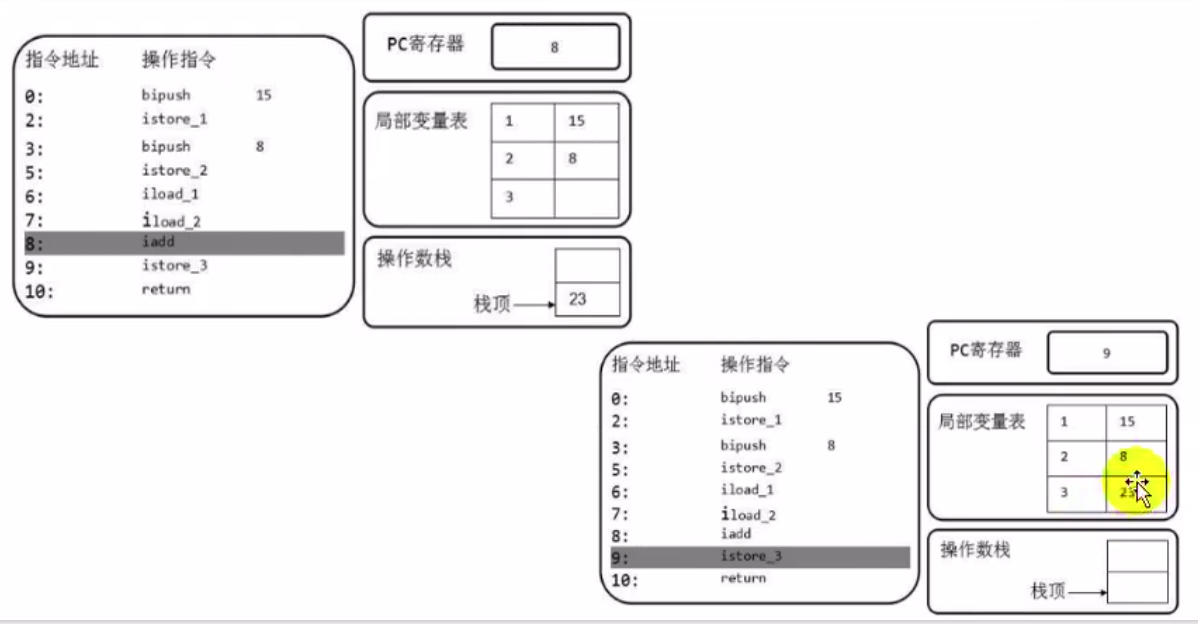 指令地址 操作指令
0: bipush 15
2: istore_1
3: bipush 8
5: istore_2
6: iload_1
7: iload_2
8: iadd
9: istore_3
10: return
PC寄存器 8
局部变量表 1 15
2 8
3
操作数栈
栈顶 23
指令地址 操作指令
0: bipush 15
2: istore_1
3: bipush 8
5: istore_2
6: iload_1
7: iload_2
8: iadd
9: istore_3
10: return
PC寄存器 9
局部变量表 1 15
2 8
3 23
操作数栈
栈顶